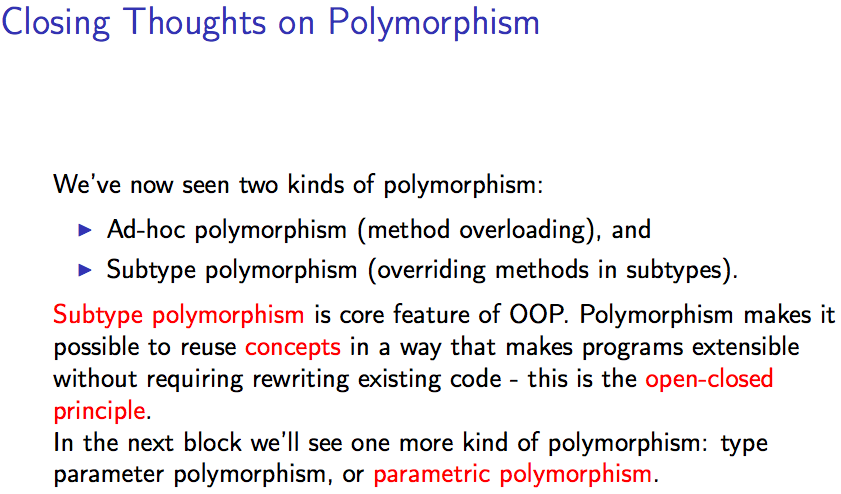 Closing Thoughts on Polymorphism
We've now seen two kinds of polymorphism:
▶ Ad-hoc polymorphism (method overloading), and
▶ Subtype polymorphism (overriding methods in subtypes).
Subtype polymorphism is core feature of OOP. Polymorphism makes it
possible to reuse concepts in a way that makes programs extensible
without requiring rewriting existing code - this is the open-closed
principle.
In the next block we'll see one more kind of polymorphism: type
parameter polymorphism, or parametric polymorphism.